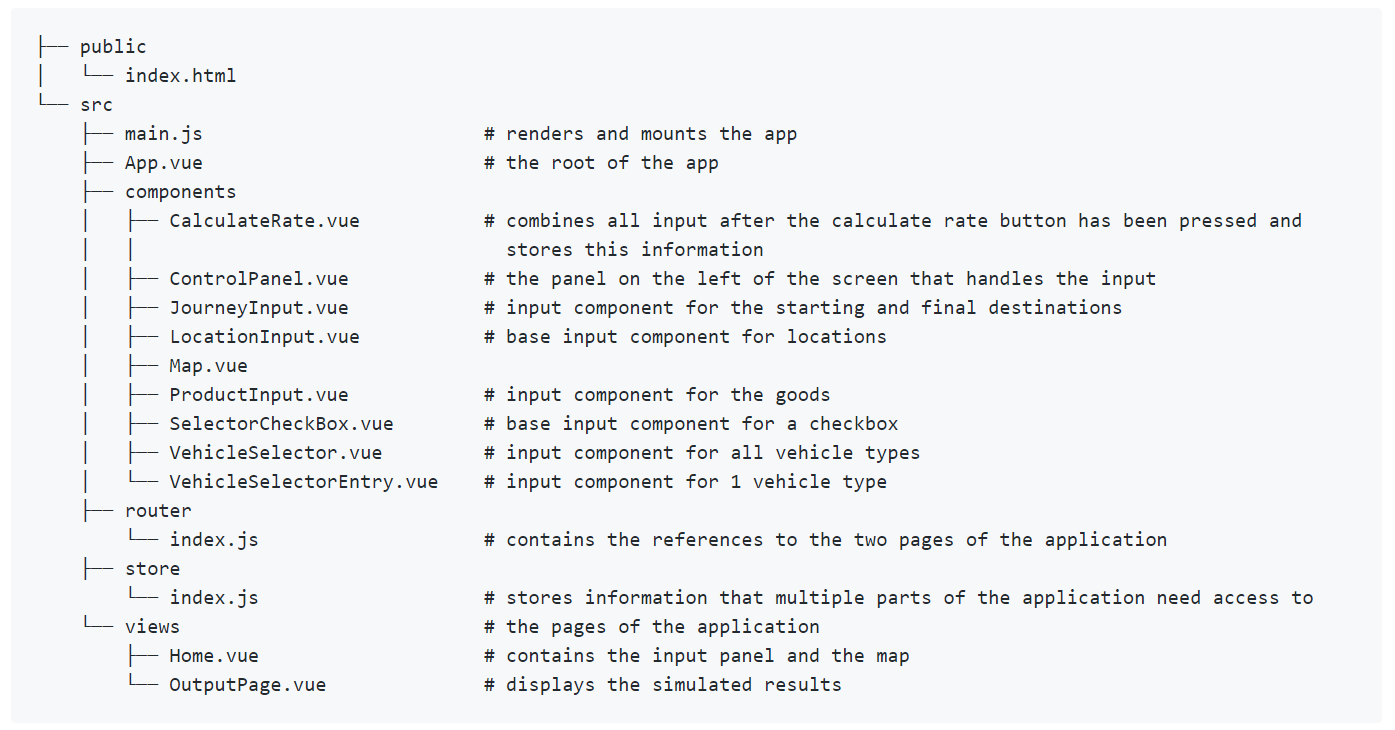 ├── public
│   └── index.html
└── src
    ├── main.js                         # renders and mounts the app
    ├── App.vue                         # the root of the app
    ├── components
    │   ├── CalculateRate.vue           # combines all input after the calculate rate button has been pressed and
    │   │                                 stores this information
    │   ├── ControlPanel.vue            # the panel on the left of the screen that handles the input
    │   ├── JourneyInput.vue            # input component for the starting and final destinations
    │   ├── LocationInput.vue           # base input component for locations
    │   ├── Map.vue
    │   ├── ProductInput.vue            # input component for the goods
    │   ├── SelectorCheckBox.vue        # base input component for a checkbox
    │   ├── VehicleSelector.vue         # input component for all vehicle types
    │   └── VehicleSelectorEntry.vue    # input component for 1 vehicle type
    ├── router
        └── index.js                    # contains the references to the two pages of the application
    ├── store
        └── index.js                    # stores information that multiple parts of the application need access to
    └── views                           # the pages of the application
        ├── Home.vue                    # contains the input panel and the map
        └── OutputPage.vue              # displays the simulated results